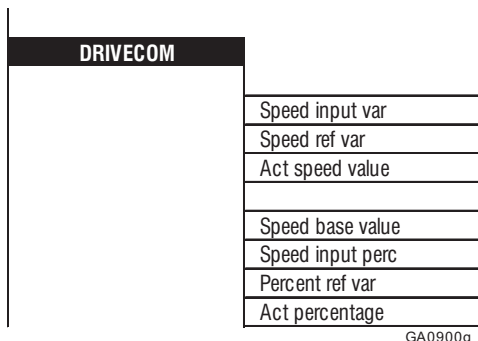 DRIVECOM
Speed input var
Speed ref var
Act speed value
Speed base value
Speed input perc
Percent ref var
Act percentage
GA0900g